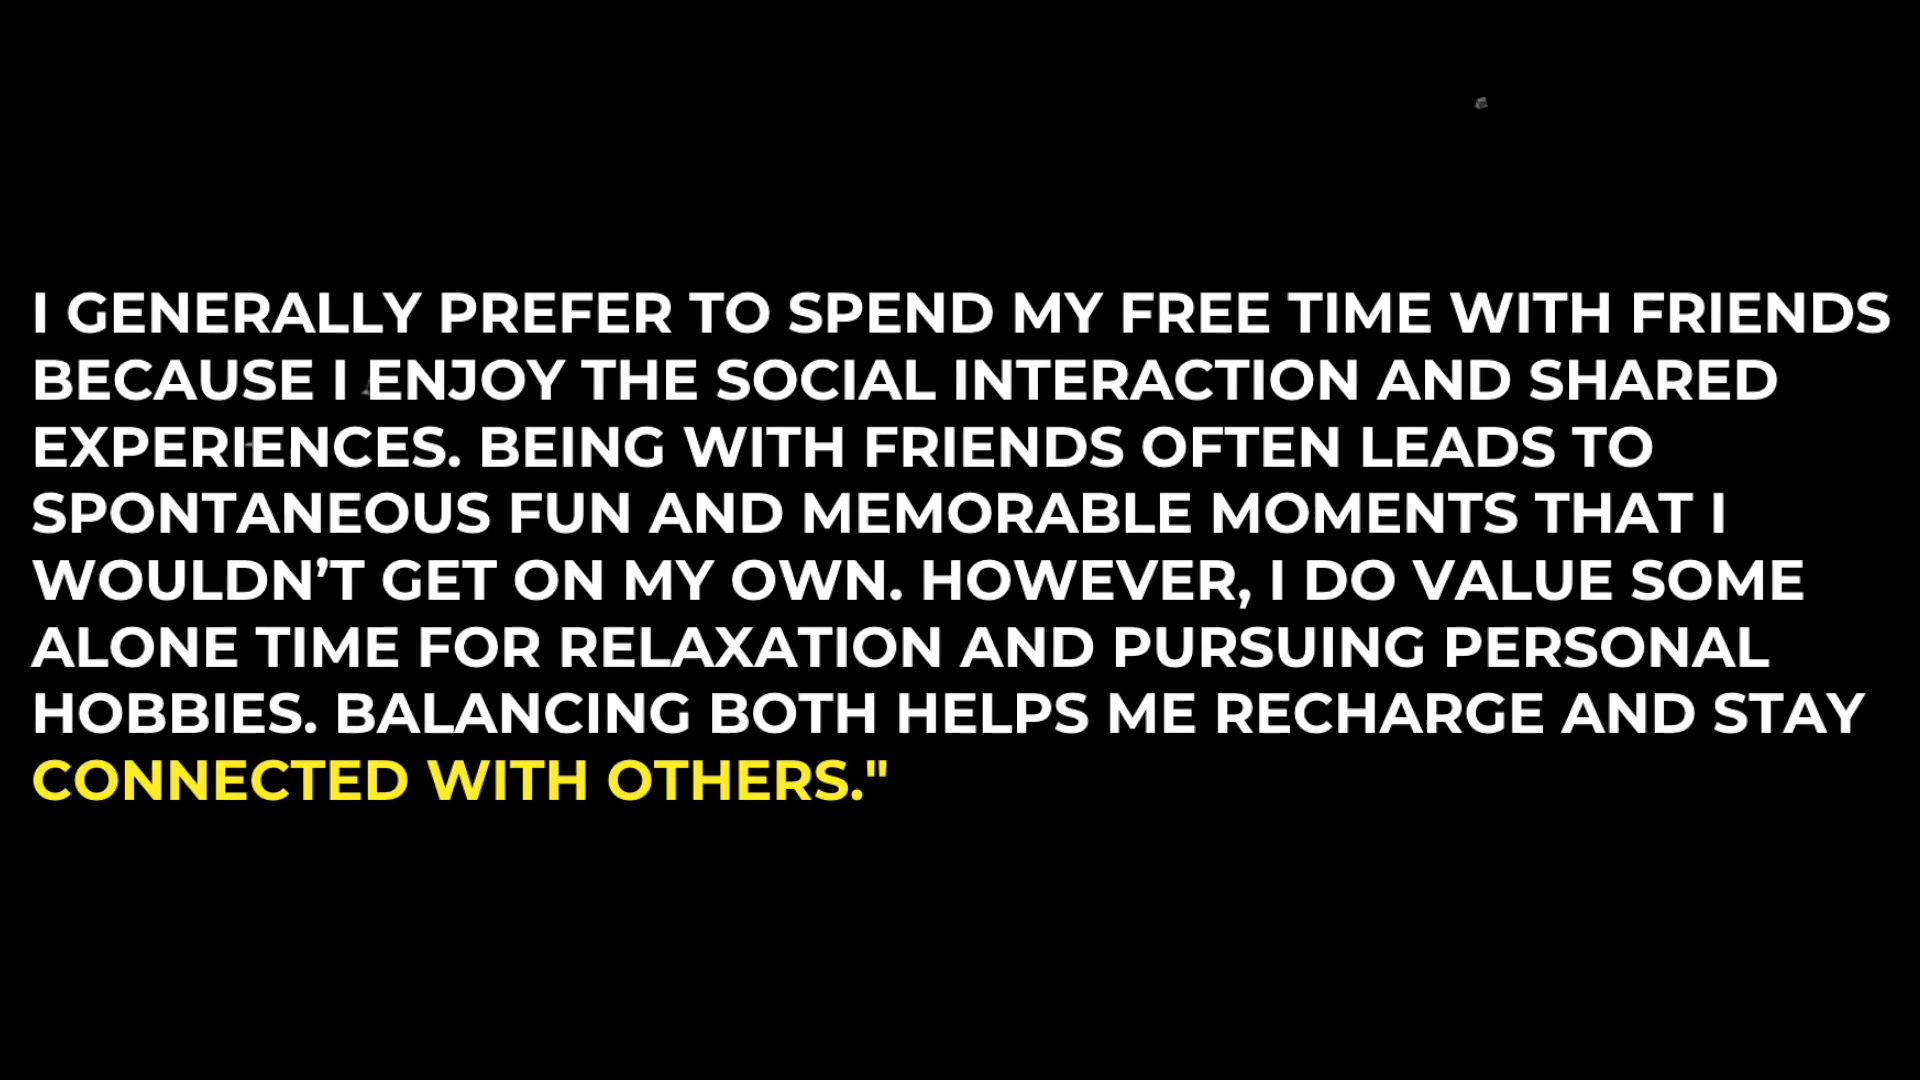 I GENERALLY PREFER TO SPEND MY FREE TIME WITH FRIENDS
BECAUSE I ENJOY THE SOCIAL INTERACTION AND SHARED
EXPERIENCES. BEING WITH FRIENDS OFTEN LEADS TO
SPONTANEOUS FUN AND MEMORABLE MOMENTS THAT I
WOULDN’T GET ON MY OWN. HOWEVER, I DO VALUE SOME
ALONE TIME FOR RELAXATION AND PURSUING PERSONAL
HOBBIES. BALANCING BOTH HELPS ME RECHARGE AND STAY
CONNECTED WITH OTHERS."